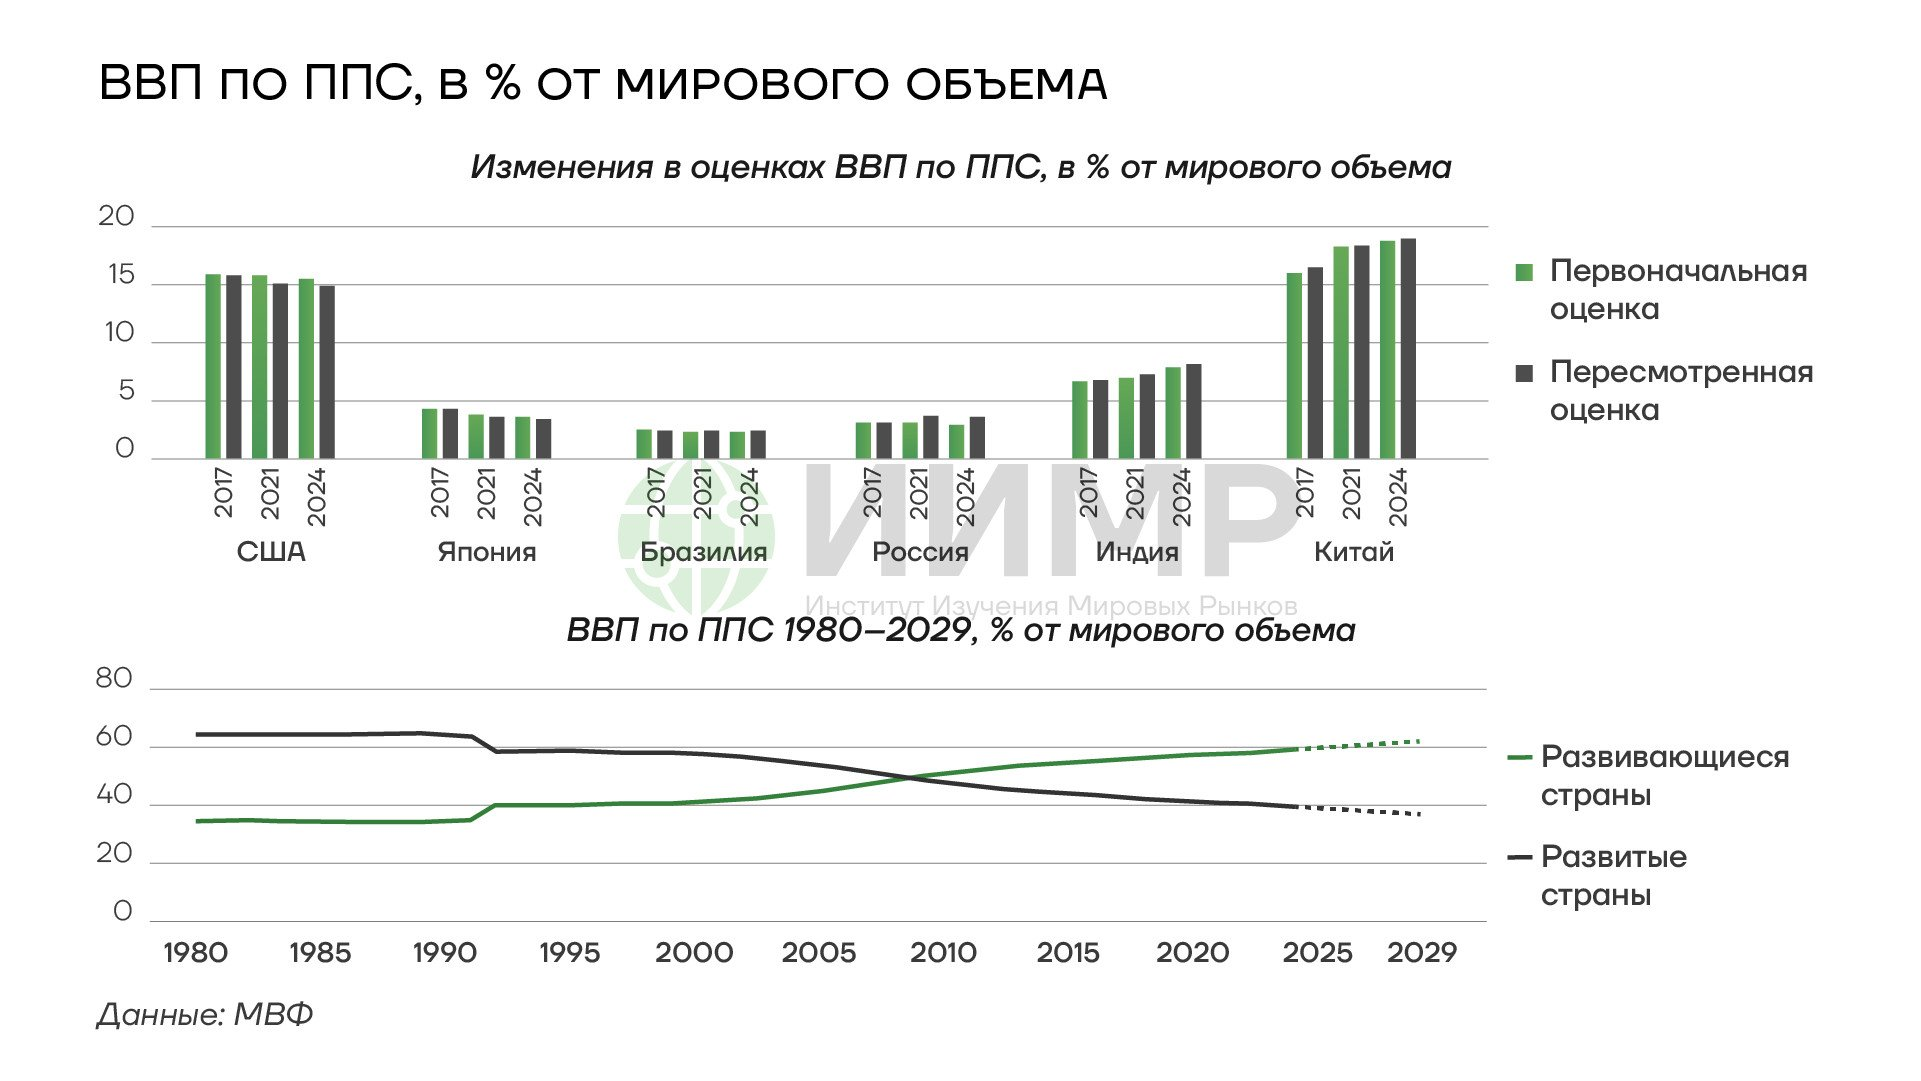 ВВП ПО ППС, В % ОТ МИРОВОГО ОБЪЕМА
Изменения в оценках ВВП по ППС, в % от мирового объема
20
15
10
5
0
Первоначальная
оценка
Пересмотренная
оценка
2017 2021 2024 2017 2021 2024 2017 2021 2024 2017 2021 2024 2017 2021 2024 2017 2021 2024
США Япония Бразилия Россия Индия Китай
ИИМР
Институт Изучения Мировых Рынков
ВВП по ППС 1980–2029, % от мирового объема
80
60
40
20
0
Развивающиеся
страны
Развитые
страны
1980 1985 1990 1995 2000 2005 2010 2015 2020 2025 2029
Данные: МВФ